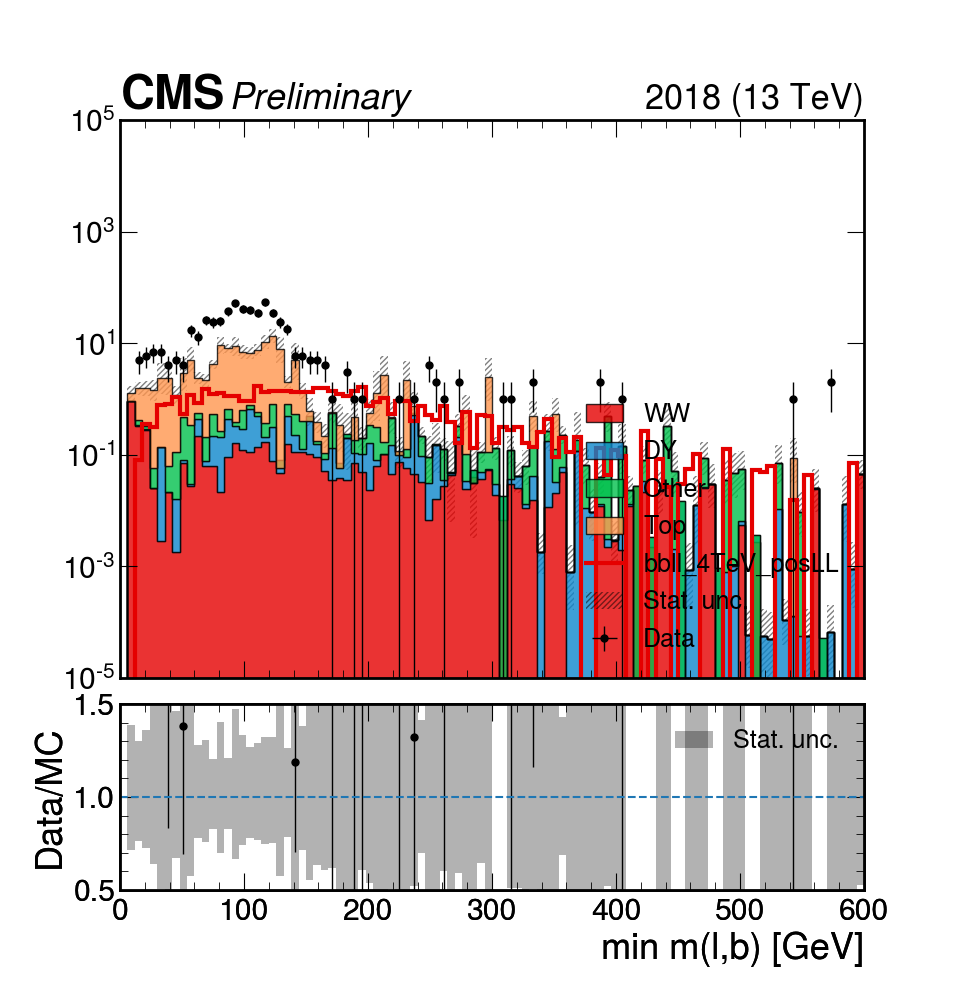 CMS Preliminary 2018 (13 TeV)
10^5
10^3
10^1
10^-1
10^-3
10^-5
WW
DY
Other
Top
bbll_4TeV_posLL
Stat. unc.
Data
1.5
1.0
0.5
Data/MC
Stat. unc.
0 100 200 300 400 500 600
min m(l,b) [GeV]